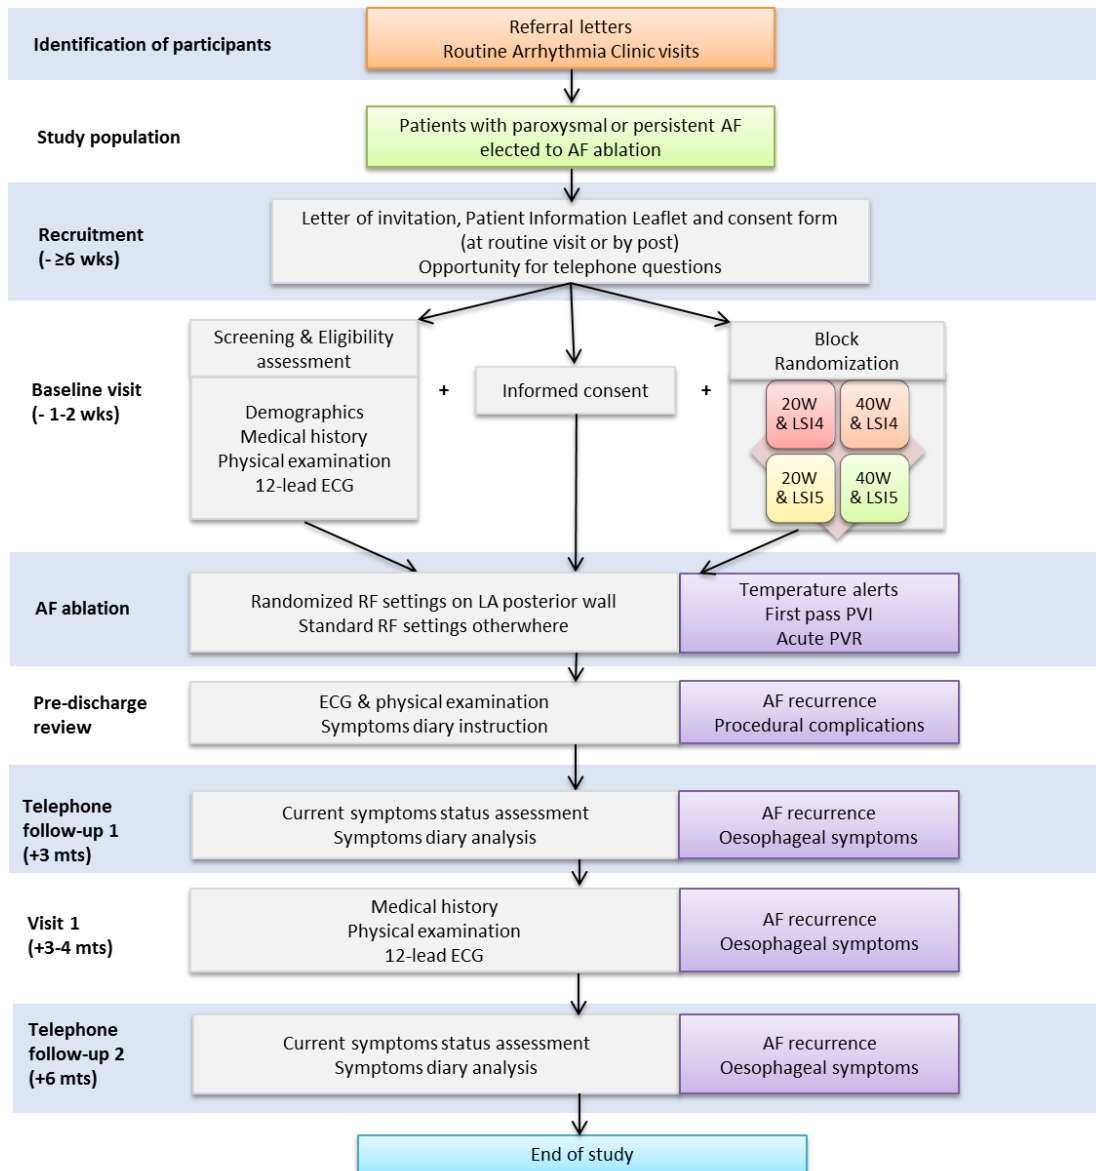 Identification of participants
Referral letters
Routine Arrhythmia Clinic visits
Study population
Patients with paroxysmal or persistent AF
elected to AF ablation
Recruitment
(- ≥6 wks)
Letter of invitation, Patient Information Leaflet and consent form
(at routine visit or by post)
Opportunity for telephone questions
Baseline visit
(- 1-2 wks)
Screening & Eligibility
assessment
Demographics
Medical history
Physical examination
12-lead ECG
+
Informed consent
+
Block
Randomization
20W
& LSI4
40W
& LSI4
20W
& LSI5
40W
& LSI5
AF ablation
Randomized RF settings on LA posterior wall
Standard RF settings otherwhere
Temperature alerts
First pass PVI
Acute PVR
Pre-discharge
review
ECG & physical examination
Symptoms diary instruction
AF recurrence
Procedural complications
Telephone
follow-up 1
(+3 mts)
Current symptoms status assessment
Symptoms diary analysis
AF recurrence
Oesophageal symptoms
Visit 1
(+3-4 mts)
Medical history
Physical examination
12-lead ECG
AF recurrence
Oesophageal symptoms
Telephone
follow-up 2
(+6 mts)
Current symptoms status assessment
Symptoms diary analysis
AF recurrence
Oesophageal symptoms
End of study